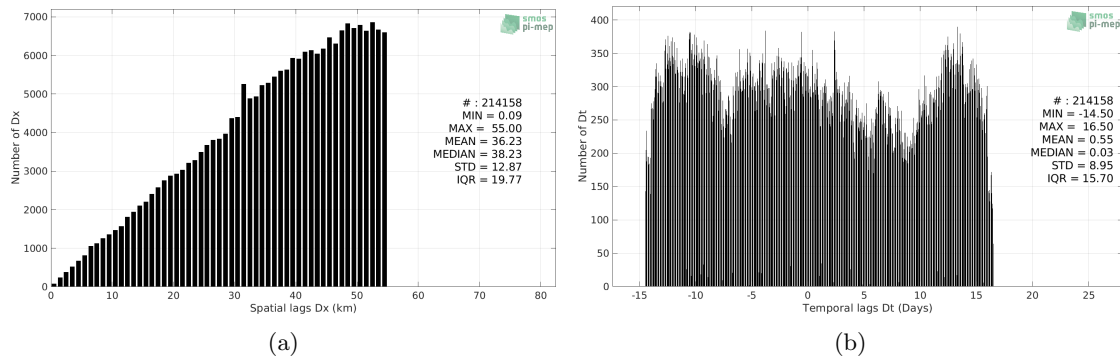 7000
6000
5000
4000
3000
2000
1000
0
Number of Dx
0 10 20 30 40 50 60 70 80
Spatial lags Dx (km)
smos
pi-mep
# : 214158
MIN = 0.09
MAX = 55.00
MEAN = 36.23
MEDIAN = 38.23
STD = 12.87
IQR = 19.77
(a)
400
350
300
250
200
150
100
50
0
Number of Dt
-15 -10 -5 0 5 10 15 20 25
Temporal lags Dt (Days)
smos
pi-mep
# : 214158
MIN = -14.50
MAX = 16.50
MEAN = 0.55
MEDIAN = 0.03
STD = 8.95
IQR = 15.70
(b)